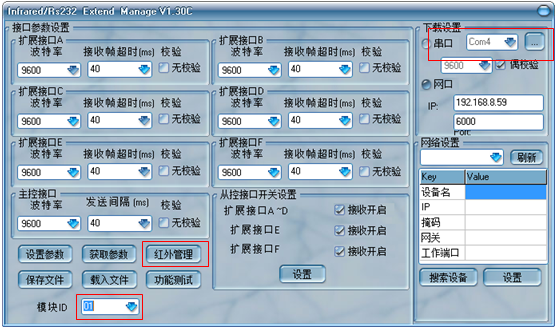 Infrared/Rs232 Extend Manage V1.30C
接口参数设置
扩展接口A
波特率 接收帧超时(ms) 校验
9600 40 无校验
扩展接口B
波特率 接收帧超时(ms) 校验
9600 40 无校验
扩展接口C
波特率 接收帧超时(ms) 校验
9600 40 无校验
扩展接口D
波特率 接收帧超时(ms) 校验
9600 40 无校验
扩展接口E
波特率 接收帧超时(ms) 校验
9600 40 无校验
扩展接口F
波特率 接收帧超时(ms) 校验
9600 40 无校验
主控接口
波特率 发送间隔(ms) 校验
9600 40 无校验
从控接口开关设置
扩展接口A~D 接收开启
扩展接口E 接收开启
扩展接口F 接收开启
设置
设置参数 获取参数 红外管理
保存文件 载入文件 功能测试
模块ID 01
下载设置
串口 Com4 ...
9600 偶校验
网口
IP: 192.168.8.59
6000
Port
网络设置
刷新
Key Value
设备名
IP
掩码
网关
工作端口
搜索设备 设置